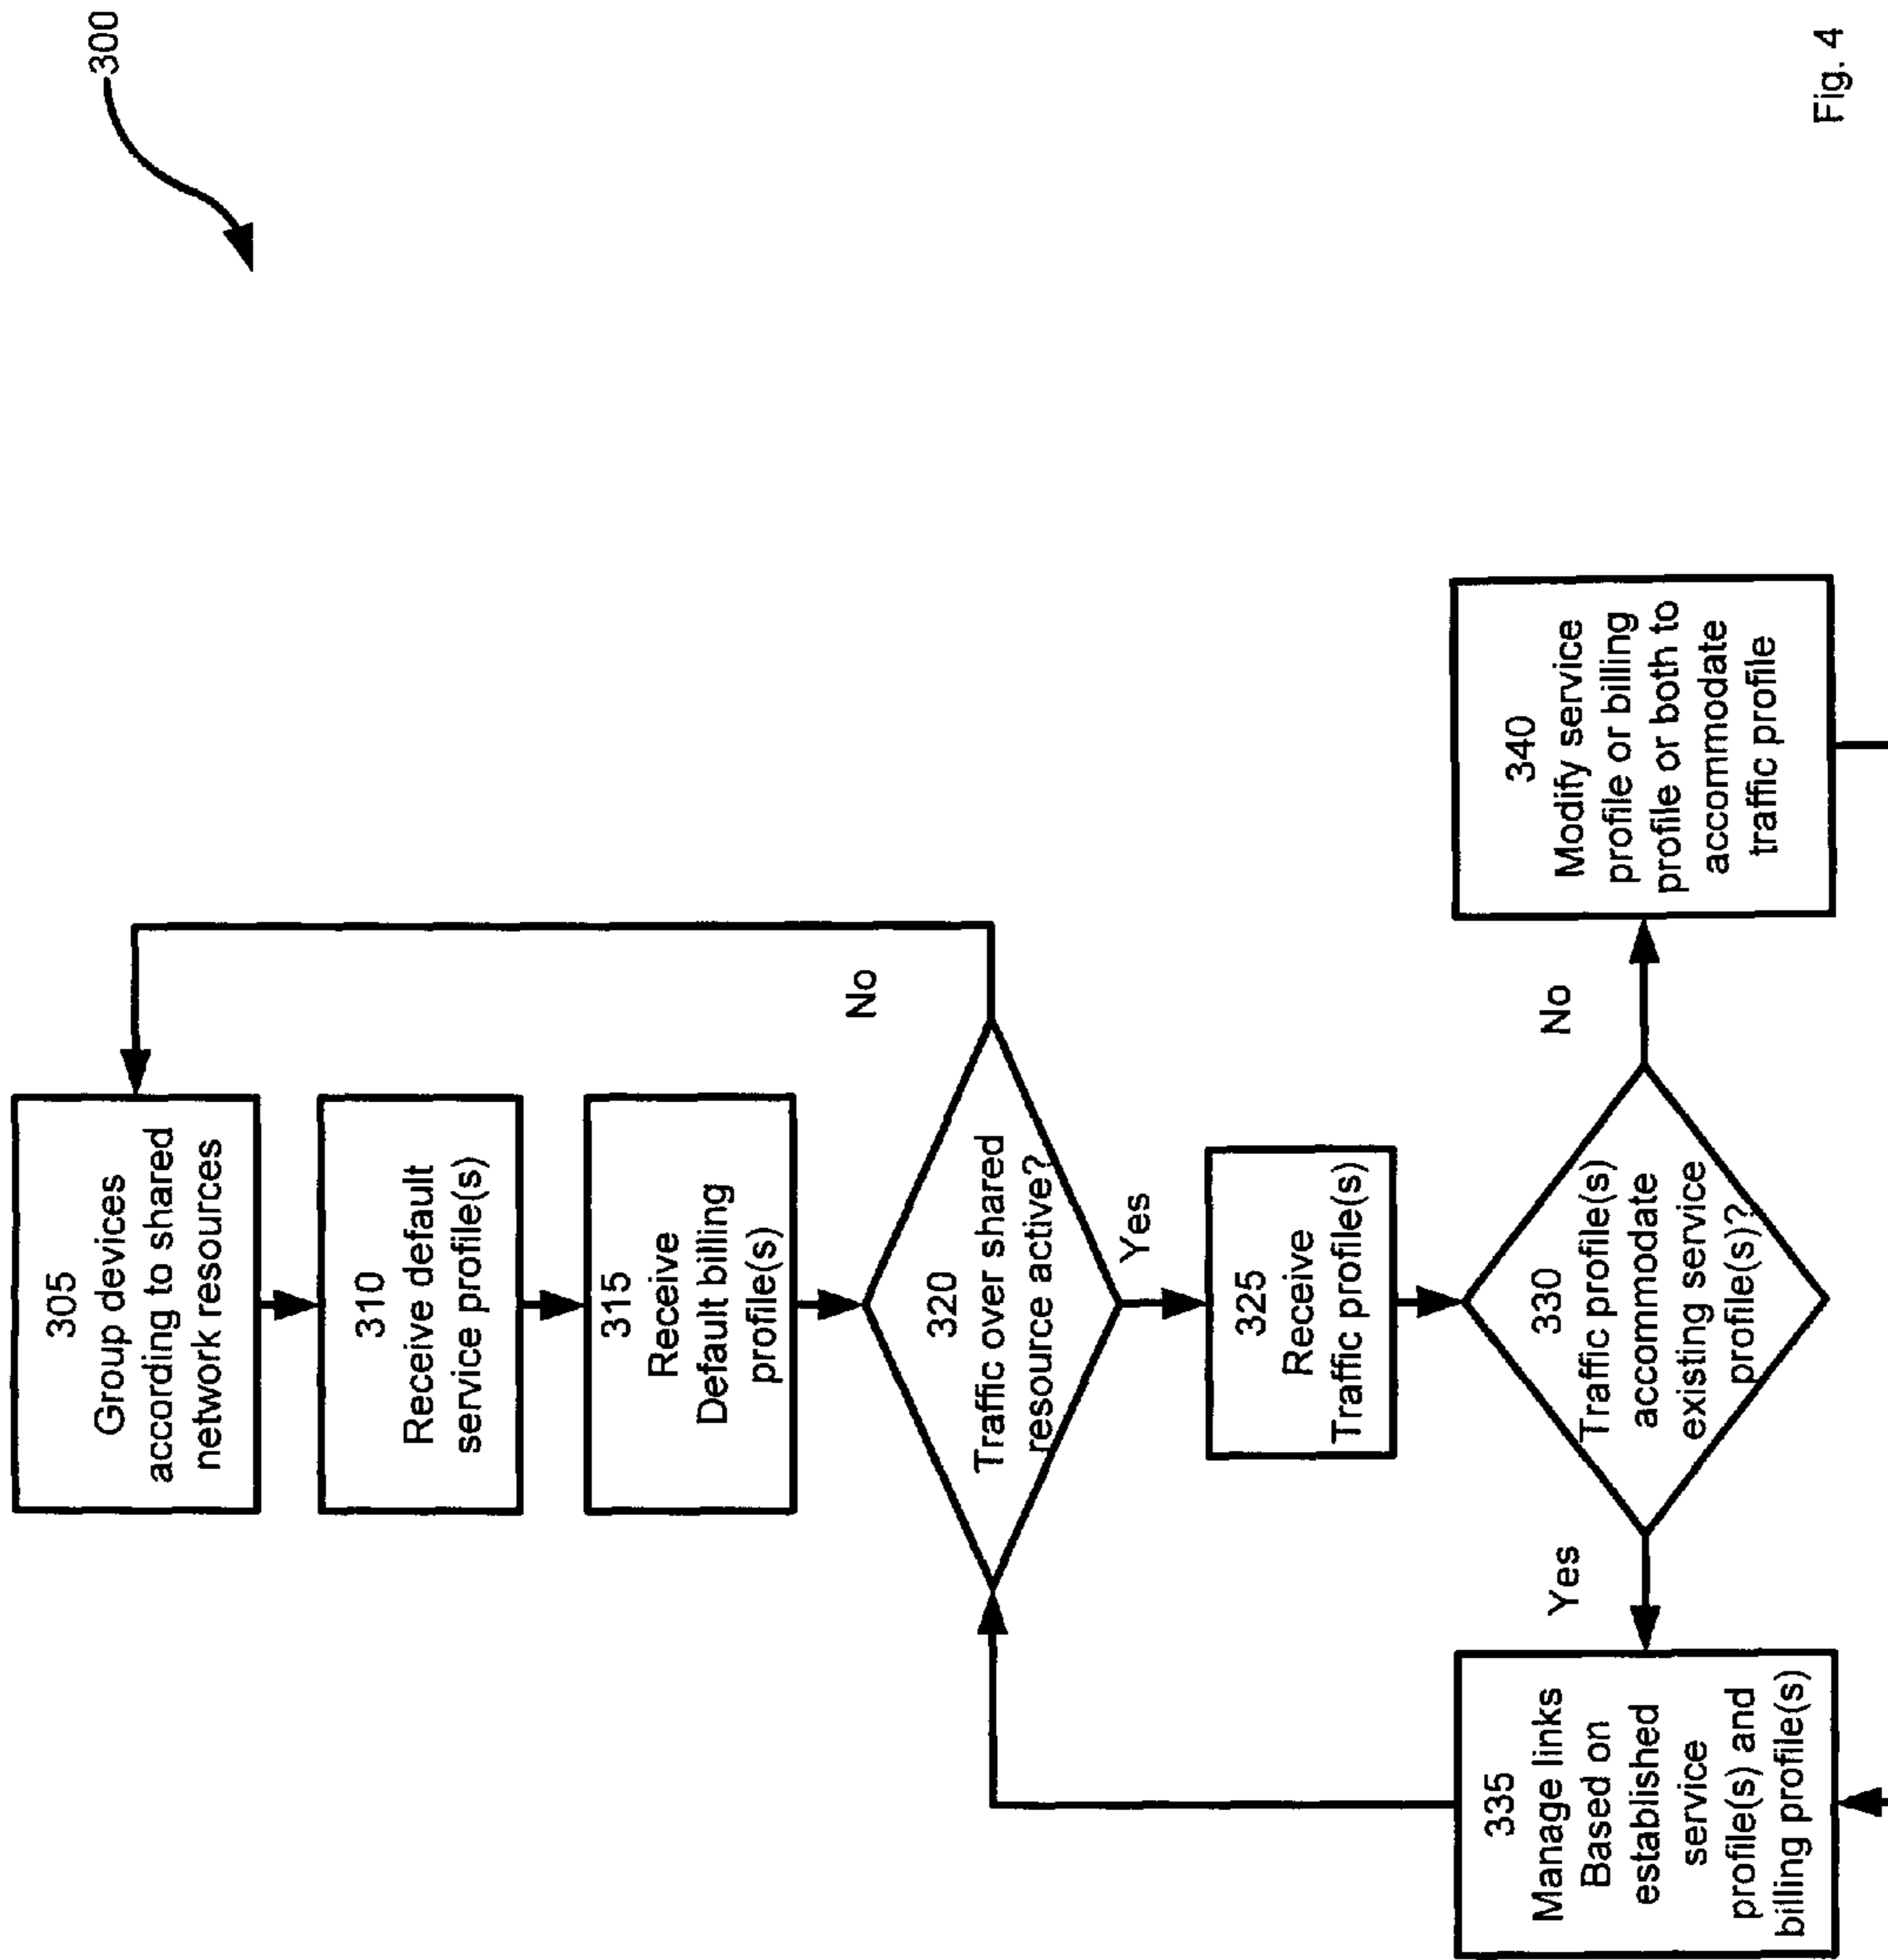 300
305
Group devices
according to shared
network resources
310
Receive default
service profile(s)
315
Receive
Default billing
profile(s)
320
Traffic over shared
resource active?
No
Yes
325
Receive
Traffic profile(s)
330
Traffic profile(s)
accommodate
existing service
profile(s)?
Yes
No
335
Manage links
Based on
established
service
profile(s) and
billing profile(s)
340
Modify service
profile or billing
profile or both to
accommodate
traffic profile
Fig. 4